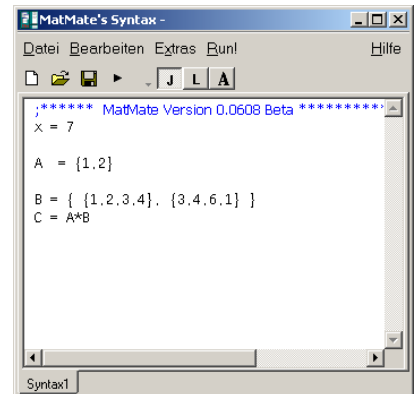 MatMate's Syntax -
Datei Bearbeiten Extras Run! Hilfe
J L A
;****** MatMate Version 0.0608 Beta ***********
x = 7
A = {1,2}
B = { {1,2,3,4}, {3,4,6,1} }
C = A*B
Syntax1